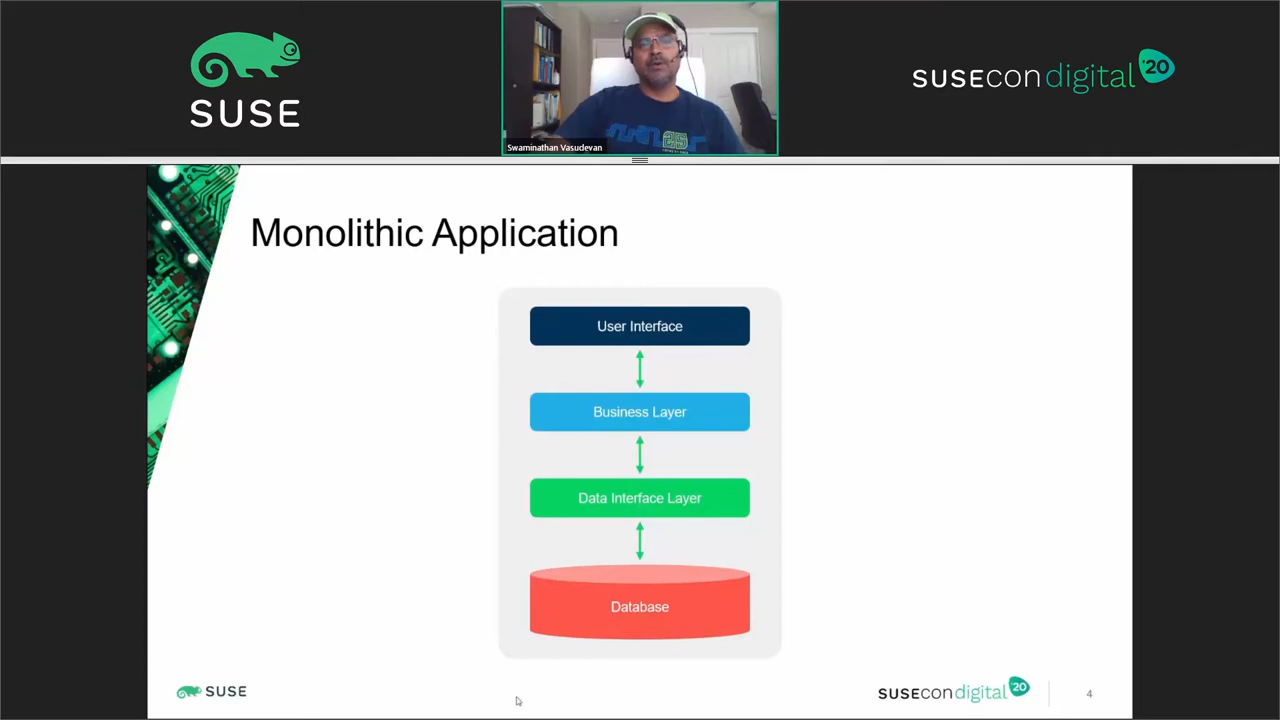 SUSE
SUSECON digital '20
Swaminathan Vasudevan
Monolithic Application
User Interface
Business Layer
Data Interface Layer
Database
SUSE
SUSECON digital '20
4